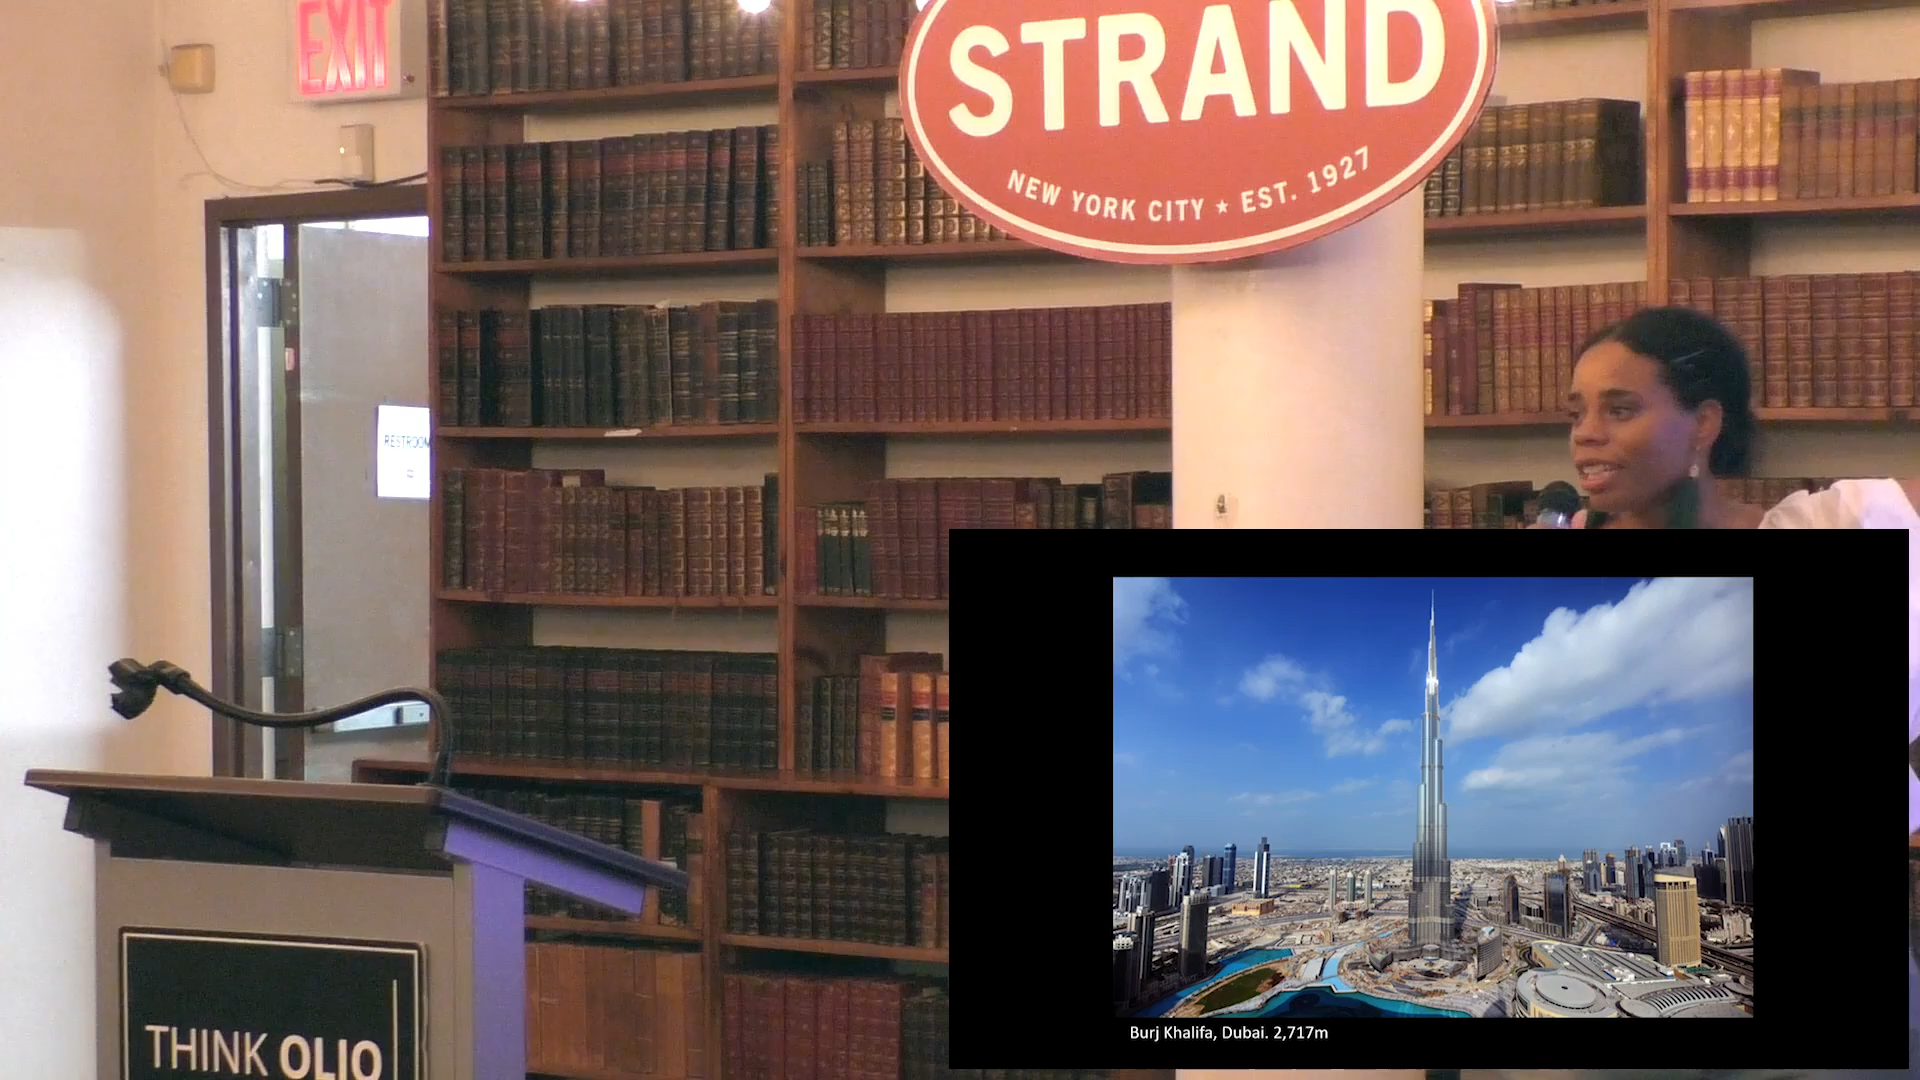 EXIT
STRAND
NEW YORK CITY ★ EST. 1927
RESTROOM
THINK OLIO
Burj Khalifa, Dubai. 2,717m